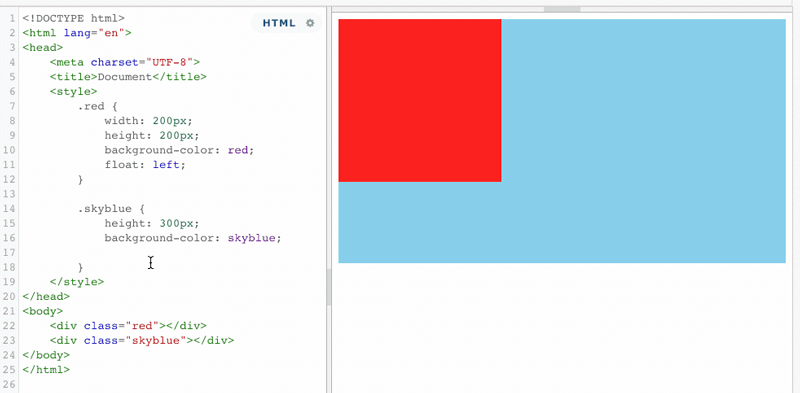 HTML
1 <!DOCTYPE html>
2 <html lang="en">
3 <head>
4     <meta charset="UTF-8">
5     <title>Document</title>
6     <style>
7         .red {
8             width: 200px;
9             height: 200px;
10             background-color: red;
11             float: left;
12         }
13
14         .skyblue {
15             height: 300px;
16             background-color: skyblue;
17
18         }
19     </style>
20 </head>
21 <body>
22     <div class="red"></div>
23     <div class="skyblue"></div>
24 </body>
25 </html>
26